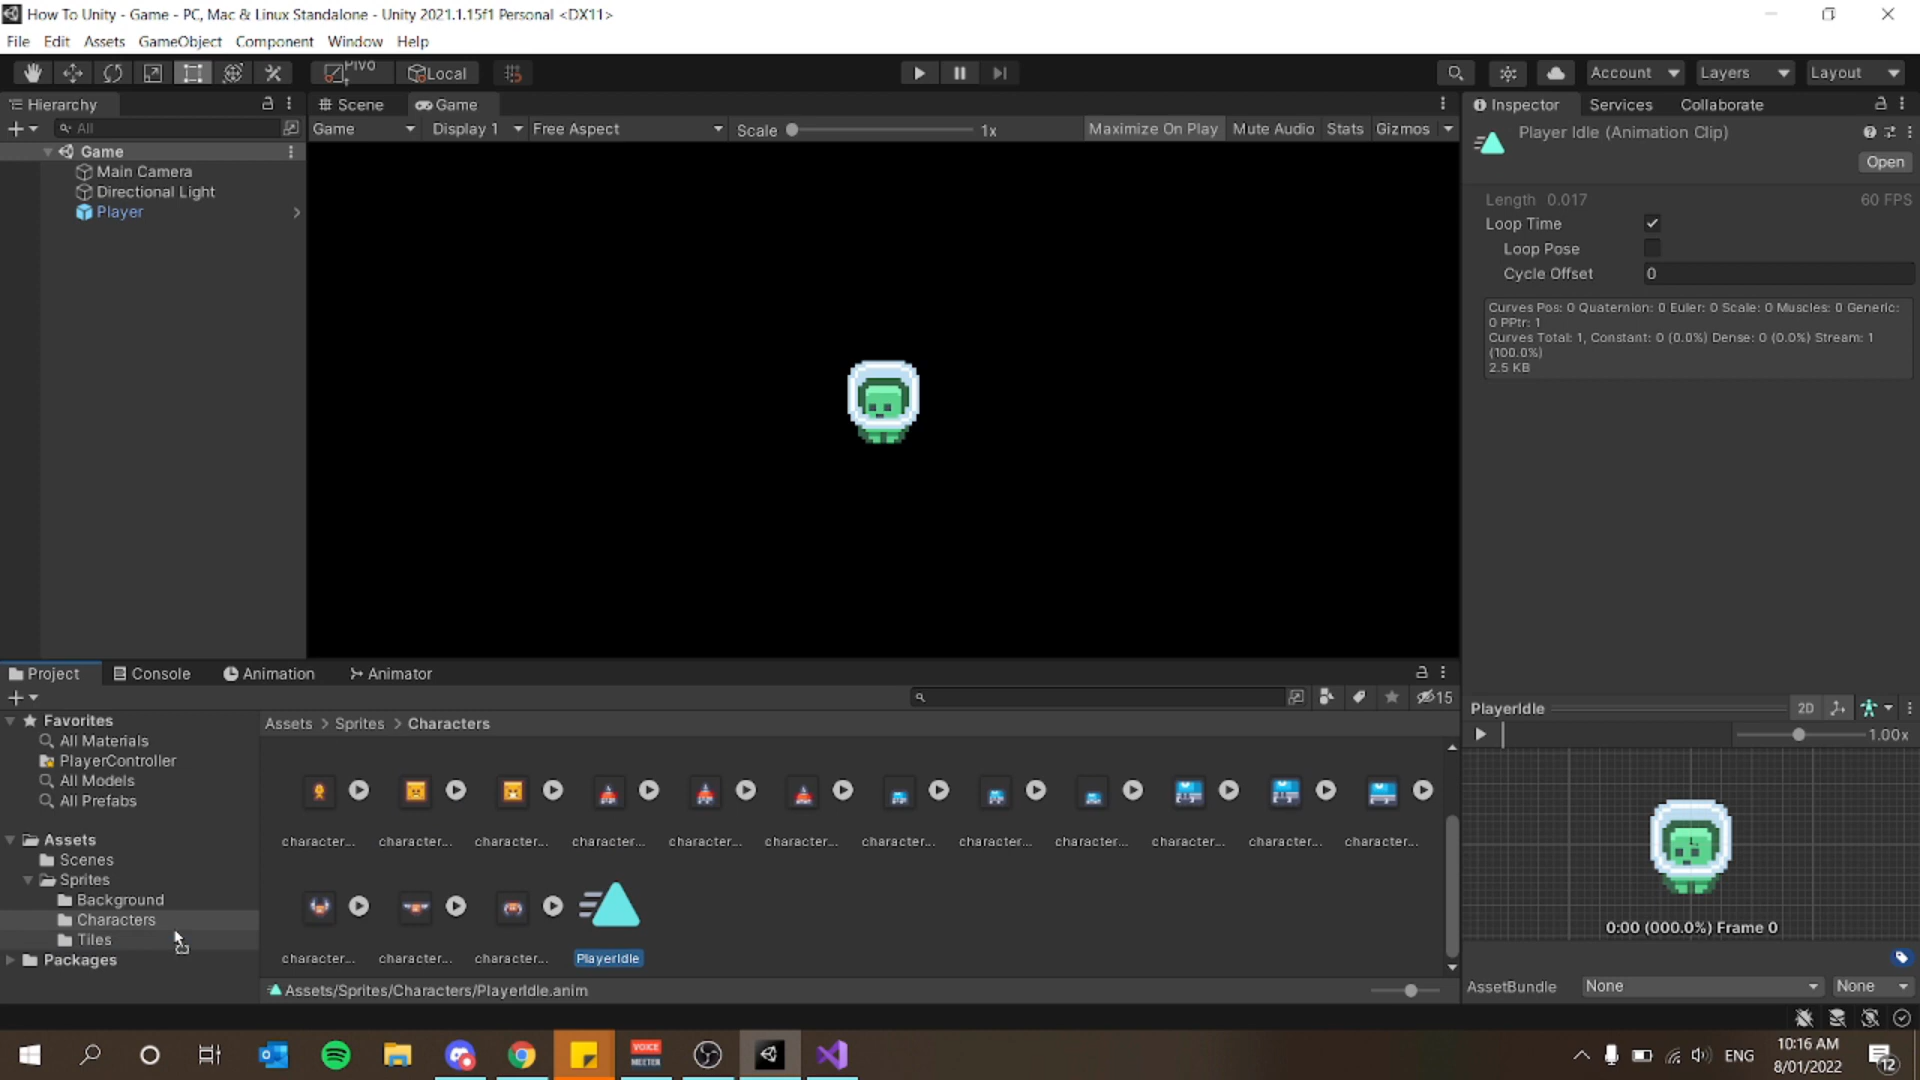 How To Unity - Game - PC, Mac & Linux Standalone - Unity 2021.1.15f1 Personal <DX11>
File Edit Assets GameObject Component Window Help
Pivo
t
Local
Account Layers Layout
Hierarchy
Scene Game
Inspector Services Collaborate
All
Game Display 1 Free Aspect Scale 1x Maximize On Play Mute Audio Stats Gizmos
Player Idle (Animation Clip)
Open
Game
Main Camera
Directional Light
Player
Length 0.017 60 FPS
Loop Time
Loop Pose
Cycle Offset 0
Curves Pos: 0 Quaternion: 0 Euler: 0 Scale: 0 Muscles: 0 Generic:
0 PPtr: 1
Curves Total: 1, Constant: 0 (0.0%) Dense: 0 (0.0%) Stream: 1
(100.0%)
2.5 KB
Project Console Animation Animator
15
Favorites
All Materials
PlayerController
All Models
All Prefabs
Assets
Scenes
Sprites
Background
Characters
Tiles
Packages
Assets > Sprites > Characters
character... character... character... character... character... character... character... character... character... character... character... character...
character... character... character... PlayerIdle
Assets/Sprites/Characters/PlayerIdle.anim
PlayerIdle 2D
1.00x
0:00 (000.0%) Frame 0
AssetBundle None None
VOICE
MEETER
ENG
10:16 AM
8/01/2022
12